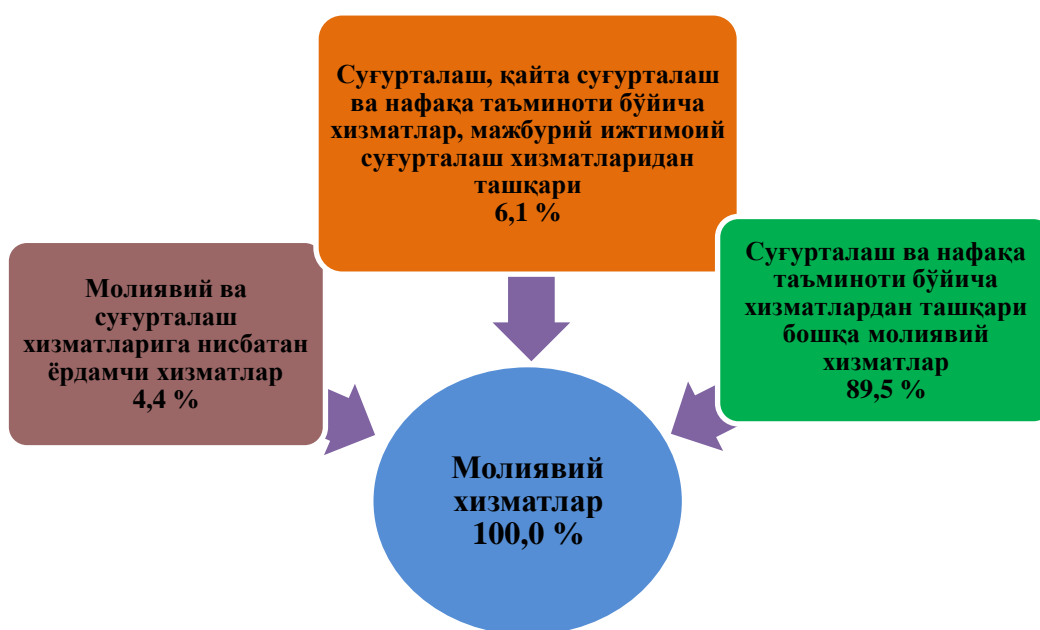 Суғурталаш, қайта суғурталаш
ва нафақа таъминоти бўйича
хизматлар, мажбурий ижтимоий
суғурталаш хизматларидан
ташқари
6,1 %
Молиявий ва
суғурталаш
хизматларига нисбатан
ёрдамчи хизматлар
4,4 %
Суғурталаш ва нафақа
таъминоти бўйича
хизматлардан ташқари
бошқа молиявий
хизматлар
89,5 %
Молиявий
хизматлар
100,0 %